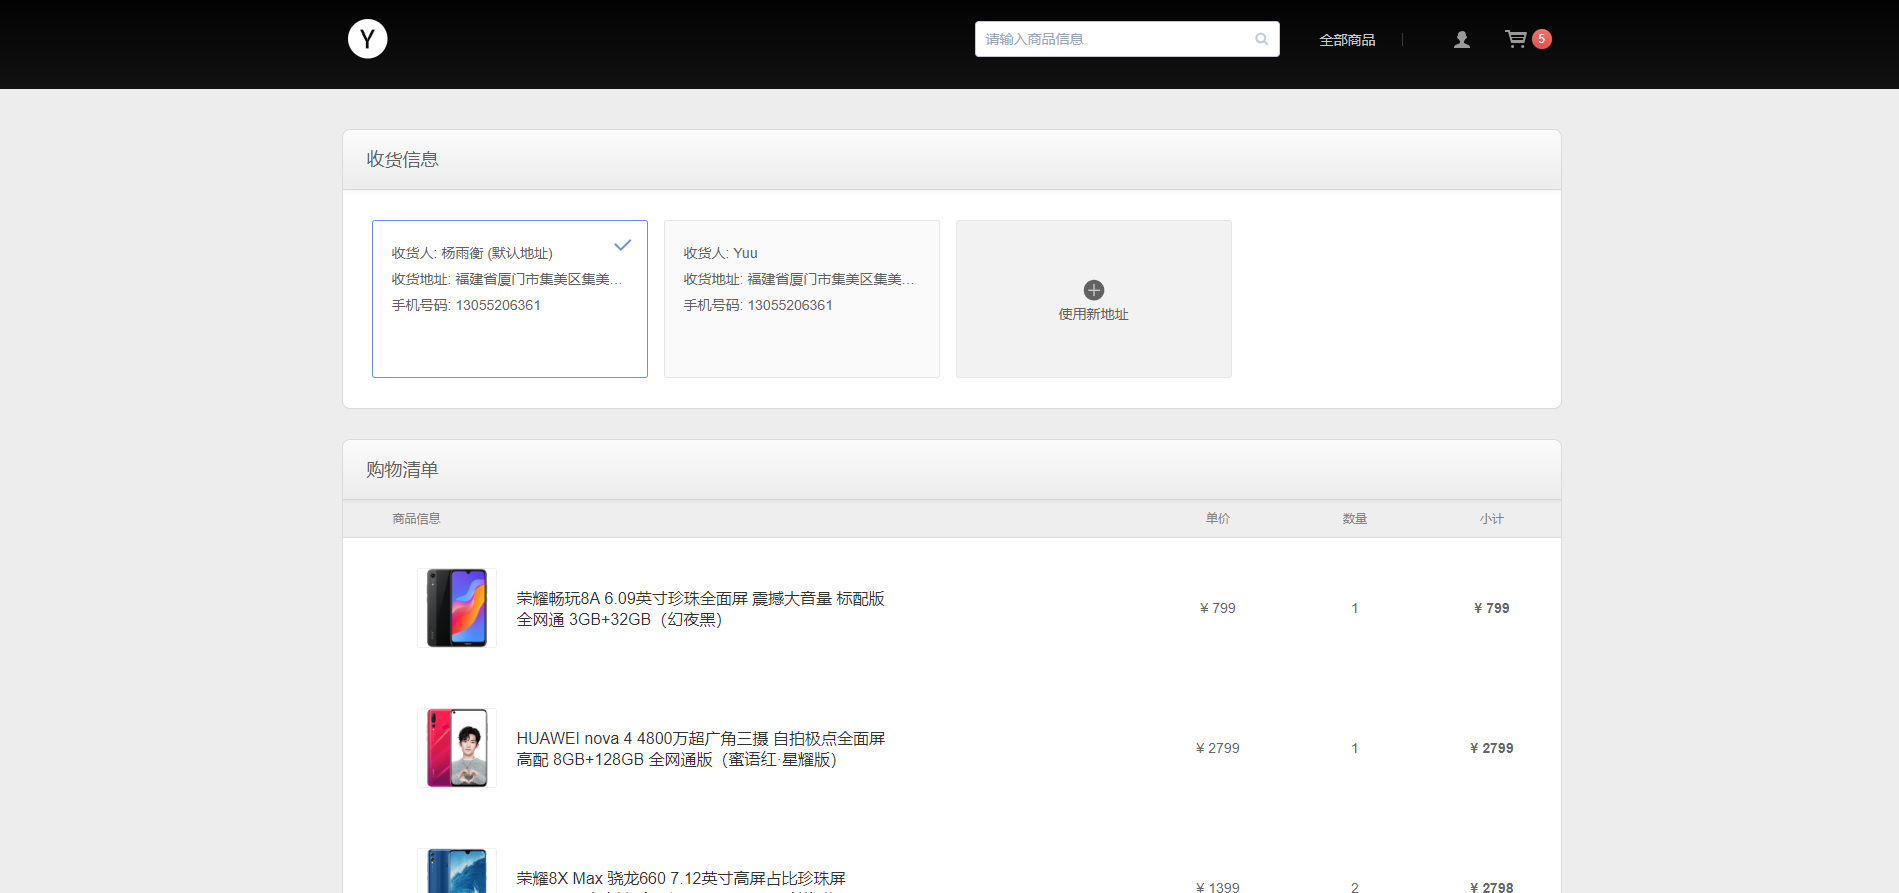 Y
请输入商品信息
全部商品
5
收货信息
收货人: 杨雨衡 (默认地址)
收货地址: 福建省厦门市集美区集美...
手机号码: 13055206361
收货人: Yuu
收货地址: 福建省厦门市集美区集美...
手机号码: 13055206361
使用新地址
购物清单
商品信息 单价 数量 小计
荣耀畅玩8A 6.09英寸珍珠全面屏 震撼大音量 标配版
全网通 3GB+32GB（幻夜黑）
¥ 799 1 ¥ 799
HUAWEI nova 4 4800万超广角三摄 自拍极点全面屏
高配 8GB+128GB 全网通版（蜜语红·星耀版）
¥ 2799 1 ¥ 2799
荣耀8X Max 骁龙660 7.12英寸高屏占比珍珠屏
¥ 1399 2 ¥ 2798